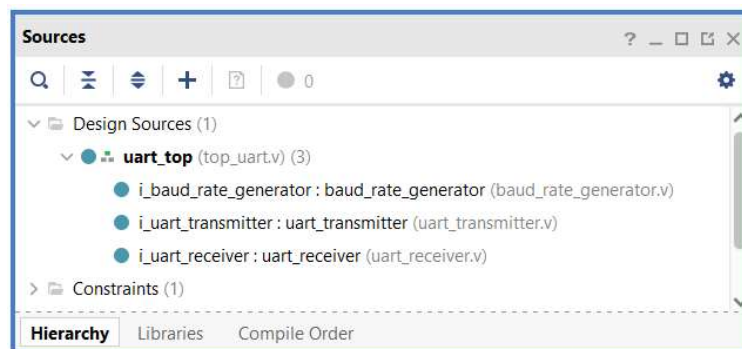 Sources
? _
0
Design Sources (1)
uart_top (top_uart.v) (3)
i_baud_rate_generator : baud_rate_generator (baud_rate_generator.v)
i_uart_transmitter : uart_transmitter (uart_transmitter.v)
i_uart_receiver : uart_receiver (uart_receiver.v)
Constraints (1)
Hierarchy Libraries Compile Order